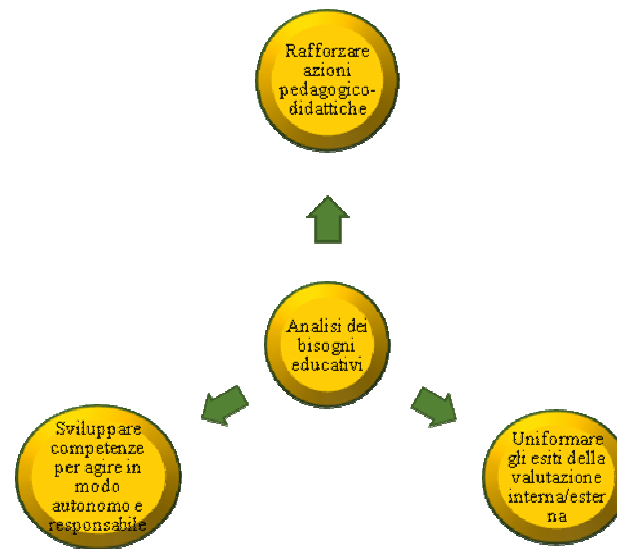 Rafforzare
azioni
pedagogico-
didattiche
Analisi dei
bisogni
educativi
Sviluppare
competenze
per agire in
modo
autonomo e
responsabile
Uniformare
gli esiti della
valutazione
interna/ester
na